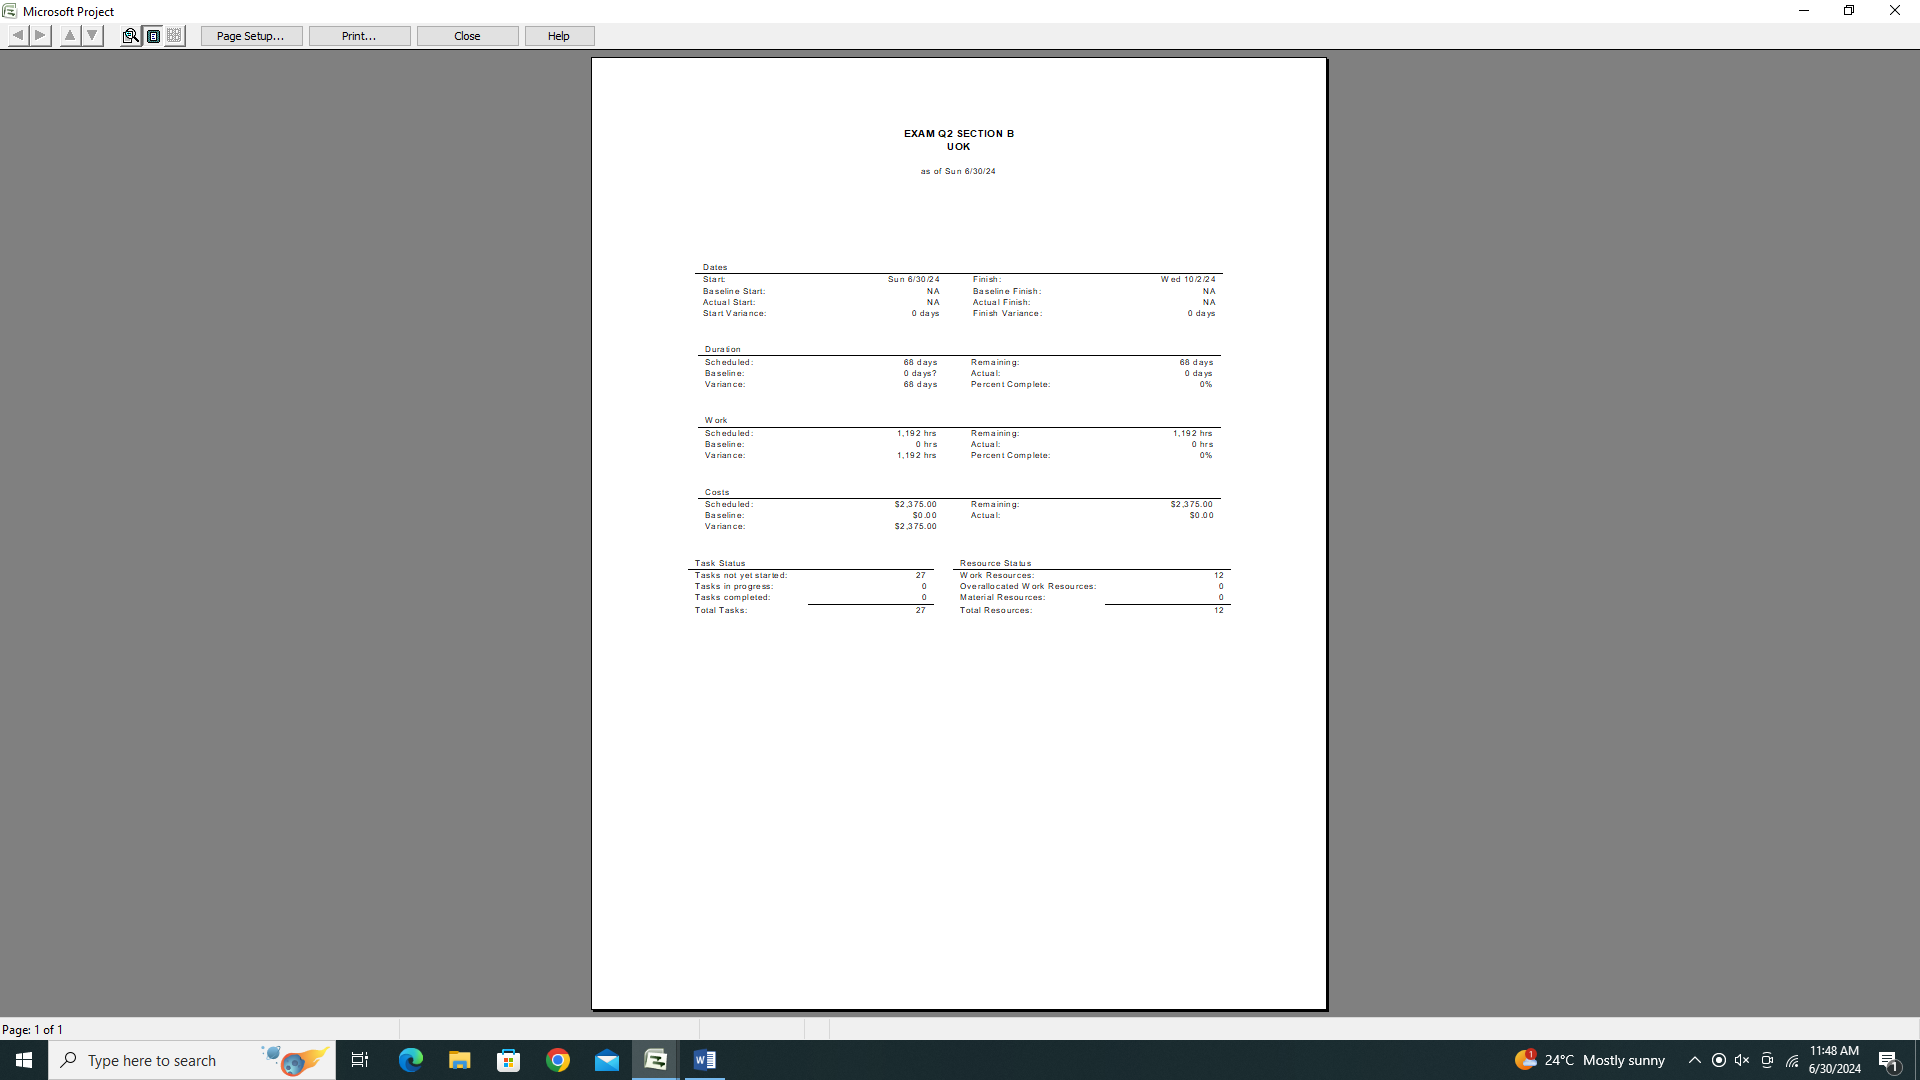 Microsoft Project
Page Setup... Print... Close Help
EXAM Q2 SECTION B
UOK
as of Sun 6/30/24
Dates
Start: Sun 6/30/24 Finish: Wed 10/2/24
Baseline Start: NA Baseline Finish: NA
Actual Start: NA Actual Finish: NA
Start Variance: 0 days Finish Variance: 0 days
Duration
Scheduled: 68 days Remaining: 68 days
Baseline: 0 days? Actual: 0 days
Variance: 68 days Percent Complete: 0%
Work
Scheduled: 1,192 hrs Remaining: 1,192 hrs
Baseline: 0 hrs Actual: 0 hrs
Variance: 1,192 hrs Percent Complete: 0%
Costs
Scheduled: $2,375.00 Remaining: $2,375.00
Baseline: $0.00 Actual: $0.00
Variance: $2,375.00
Task Status Resource Status
Tasks not yet started: 27 Work Resources: 12
Tasks in progress: 0 Overallocated Work Resources: 0
Tasks completed: 0 Material Resources: 0
Total Tasks: 27 Total Resources: 12
Page: 1 of 1
Type here to search 1 24°C Mostly sunny 11:48 AM
6/30/2024 1